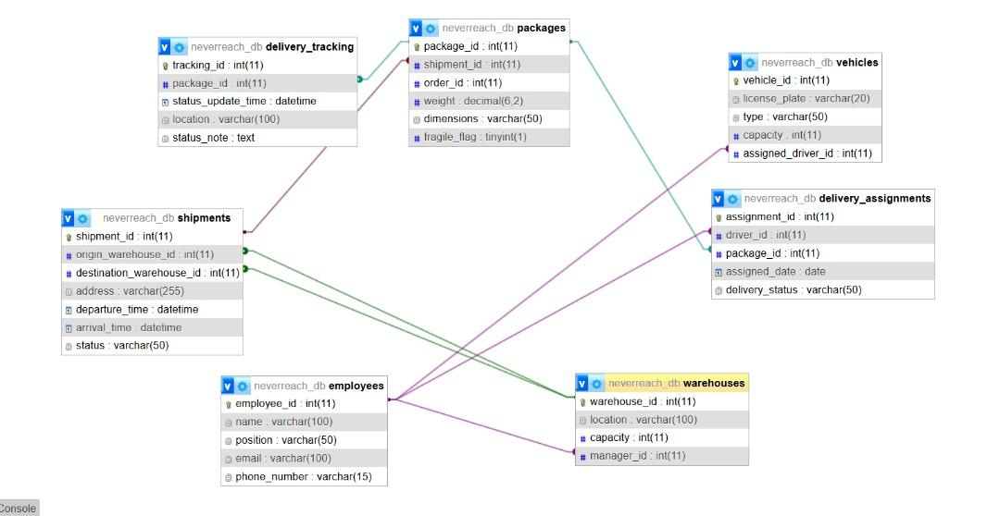 V neverreach_db delivery_tracking
tracking_id : int(11)
# package_id : int(11)
status_update_time : datetime
location : varchar(100)
status_note : text
V neverreach_db packages
package_id : int(11)
# shipment_id : int(11)
# order_id : int(11)
# weight : decimal(6,2)
dimensions : varchar(50)
# fragile_flag : tinyint(1)
V neverreach_db vehicles
vehicle_id : int(11)
license_plate : varchar(20)
type : varchar(50)
# capacity : int(11)
# assigned_driver_id : int(11)
V neverreach_db delivery_assignments
assignment_id : int(11)
# driver_id : int(11)
# package_id : int(11)
assigned_date : date
delivery_status : varchar(50)
V neverreach_db shipments
shipment_id : int(11)
# origin_warehouse_id : int(11)
# destination_warehouse_id : int(11)
address : varchar(255)
departure_time : datetime
arrival_time : datetime
status : varchar(50)
V neverreach_db employees
employee_id : int(11)
name : varchar(100)
position : varchar(50)
email : varchar(100)
phone_number : varchar(15)
V neverreach_db warehouses
warehouse_id : int(11)
location : varchar(100)
# capacity : int(11)
# manager_id : int(11)
Console